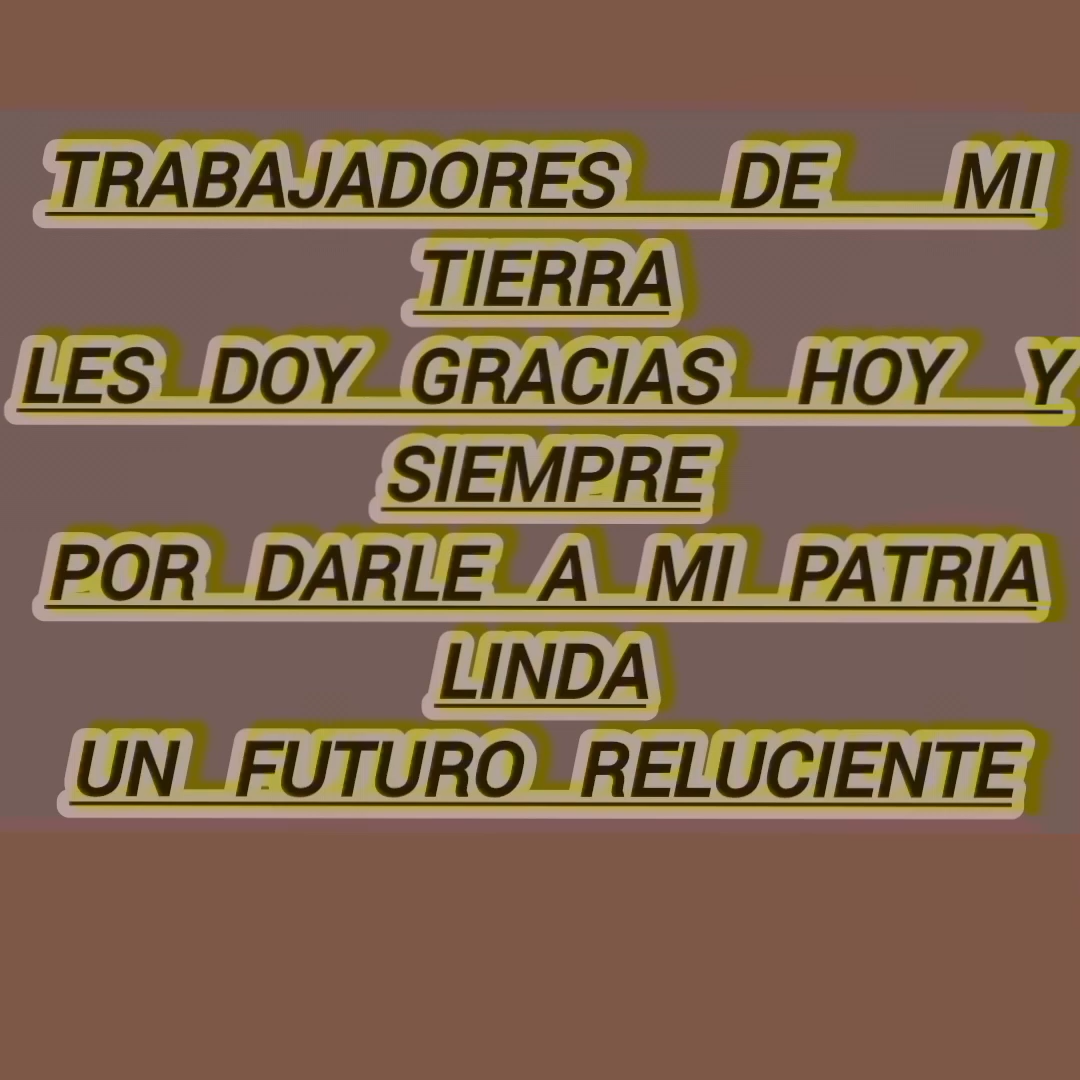 TRABAJADORES DE MI
TIERRA
LES DOY GRACIAS HOY Y
SIEMPRE
POR DARLE A MI PATRIA
LINDA
UN FUTURO RELUCIENTE